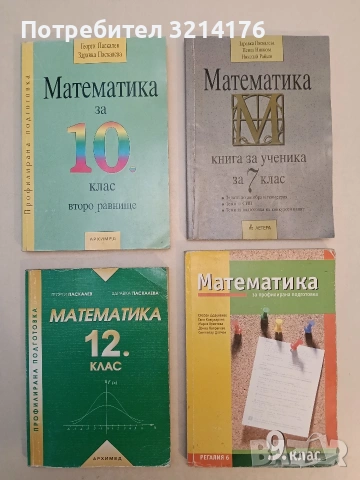 Потребител 3214176
Георги Паскалев
Здравка Паскалева
Математика
за
10.
клас
второ равнище
Профилирана подготовка
АРХИМЕД
Математика
М
книга за ученика
за 7 клас
ГЕОРГИ ПАСКАЛЕВ
ЗДРАВКА ПАСКАЛЕВА
МАТЕМАТИКА
12.
КЛАС
ПРОФИЛИРАНА ПОДГОТОВКА
АРХИМЕД
Математика
за профилирана подготовка
РЕГАЛИЯ 6
9. клас